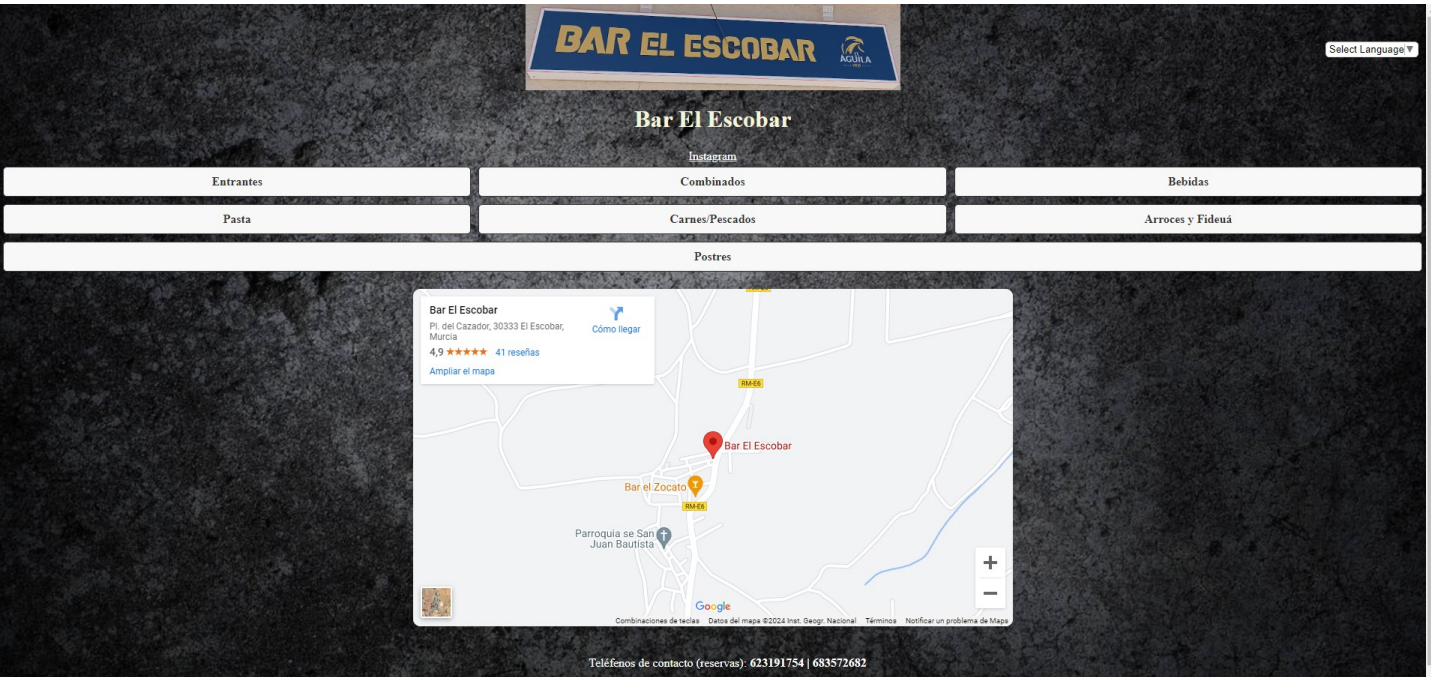 BAR EL ESCOBAR
AGUILA
Select Language▼
Bar El Escobar
Instagram
Entrantes
Combinados
Bebidas
Pasta
Carnes/Pescados
Arroces y Fideuá
Postres
Bar El Escobar
Pl. del Cazador, 30333 El Escobar,
Murcia
Cómo llegar
4,9 ★★★★★ 41 reseñas
Ampliar el mapa
RM-E6
Bar El Escobar
Bar el Zocato
RM-E6
Parroquia se San
Juan Bautista
Google
Combinaciones de teclas
Datos del mapa ©2024 Inst. Geogr. Nacional
Términos
Notificar un problema de Maps
Teléfenos de contacto (reservas): 623191754 | 683572682